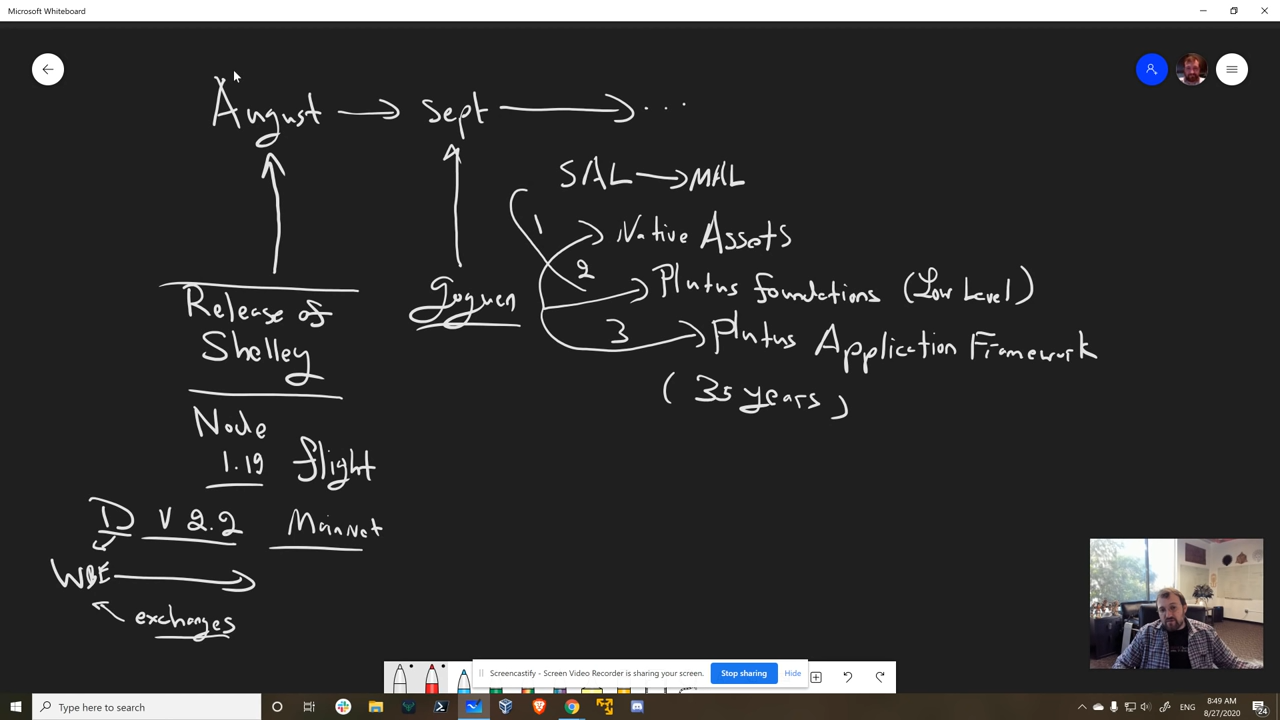 Microsoft Whiteboard
August → Sept → ...
SAL → MAL
1
Native Assets
2
Plutus foundations (Low Level)
Goguen
Release of
Shelley
3
Plutus Application Framework
(35 years)
Node
1.19 flight
D V 2.2 Mainnet
WBE
exchanges
Screencastify - Screen Video Recorder is sharing your screen.
Stop sharing
Hide
Type here to search
ENG
8:49 AM
8/27/2020
24